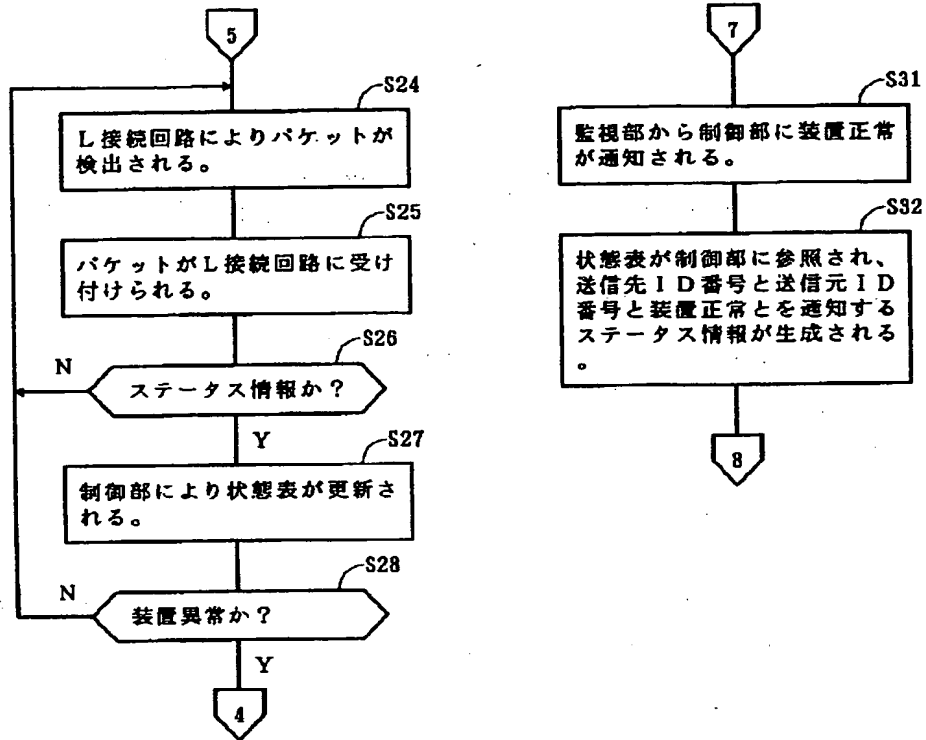 5
S24
L接続回路によりパケットが
検出される。
S25
パケットがL接続回路に受け
付けられる。
S26
N
ステータス情報か?
Y
S27
制御部により状態表が更新さ
れる。
S28
N
装置異常か?
Y
4
7
S31
監視部から制御部に装置正常
が通知される。
S32
状態表が制御部に参照され、
送信先ID番号と送信元ID
番号と装置正常とを通知する
ステータス情報が生成される
。
8